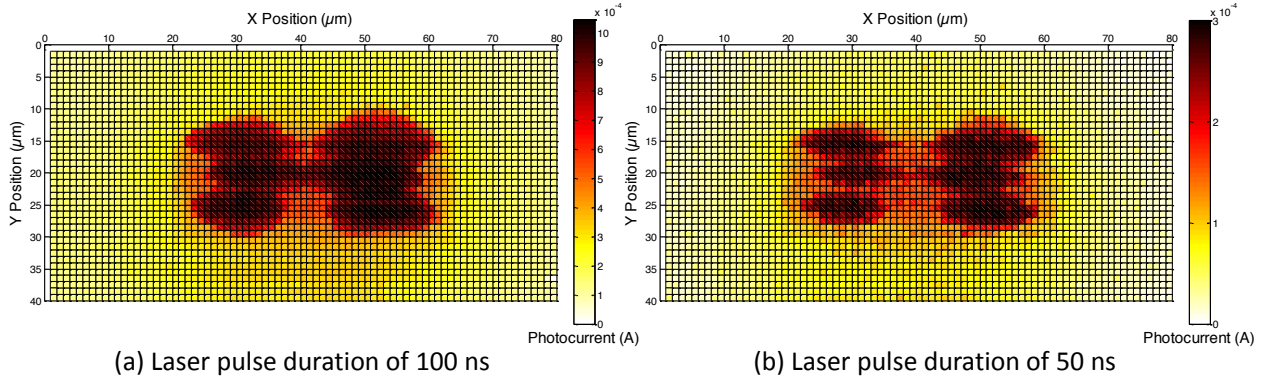 X Position (µm)
0 10 20 30 40 50 60 70 80
Y Position (µm)
0
5
10
15
20
25
30
35
40
x 10⁻⁴
10
9
8
7
6
5
4
3
2
1
0
Photocurrent (A)
(a) Laser pulse duration of 100 ns
X Position (µm)
0 10 20 30 40 50 60 70 80
Y Position (µm)
0
5
10
15
20
25
30
35
40
x 10⁻⁴
3
2
1
0
Photocurrent (A)
(b) Laser pulse duration of 50 ns